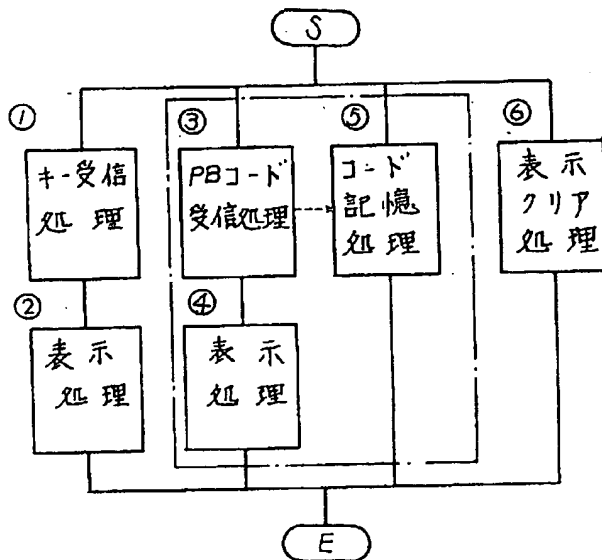 S
①
キー受信
処理
②
表示
処理
③
PBコード
受信処理
④
表示
処理
⑤
コード
記憶
処理
⑥
表示
クリア
処理
E